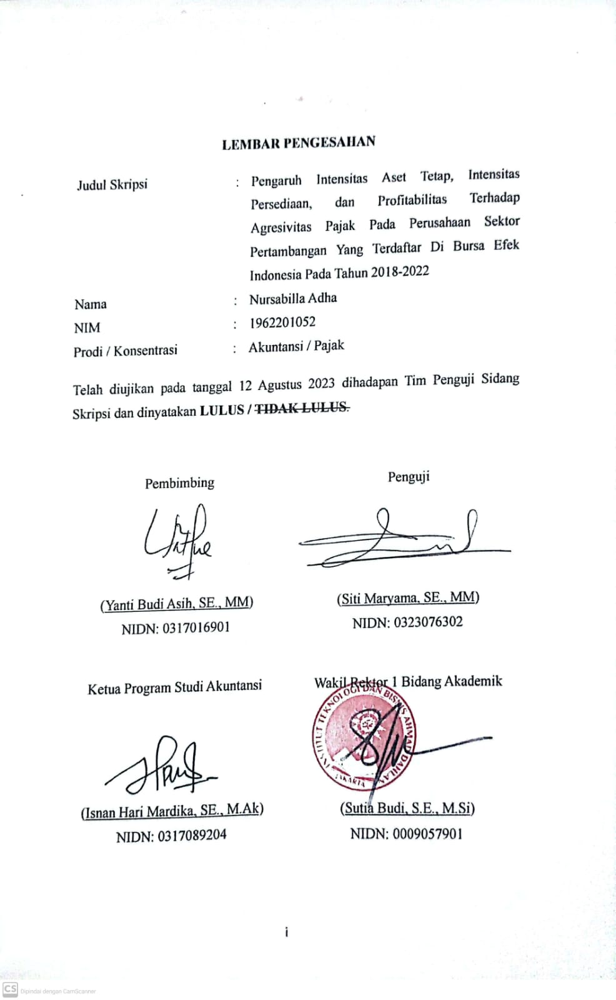 LEMBAR PENGESAHAN
Judul Skripsi : Pengaruh Intensitas Aset Tetap, Intensitas
Persediaan, dan Profitabilitas Terhadap
Agresivitas Pajak Pada Perusahaan Sektor
Pertambangan Yang Terdaftar Di Bursa Efek
Indonesia Pada Tahun 2018-2022
Nama : Nursabilla Adha
NIM : 1962201052
Prodi / Konsentrasi : Akuntansi / Pajak
Telah diujikan pada tanggal 12 Agustus 2023 dihadapan Tim Penguji Sidang
Skripsi dan dinyatakan LULUS / TIDAK LULUS.
Pembimbing
Penguji
(Yanti Budi Asih, SE., MM)
NIDN: 0317016901
(Siti Maryama, SE., MM)
NIDN: 0323076302
Ketua Program Studi Akuntansi
Wakil Rektor 1 Bidang Akademik
INSTITUT TEKNOLOGI DAN BISNIS AHMAD DAHLAN
JAKARTA
(Isnan Hari Mardika, SE., M.Ak)
NIDN: 0317089204
(Sutia Budi, S.E., M.Si)
NIDN: 0009057901
i
CS Dipindai dengan CamScanner